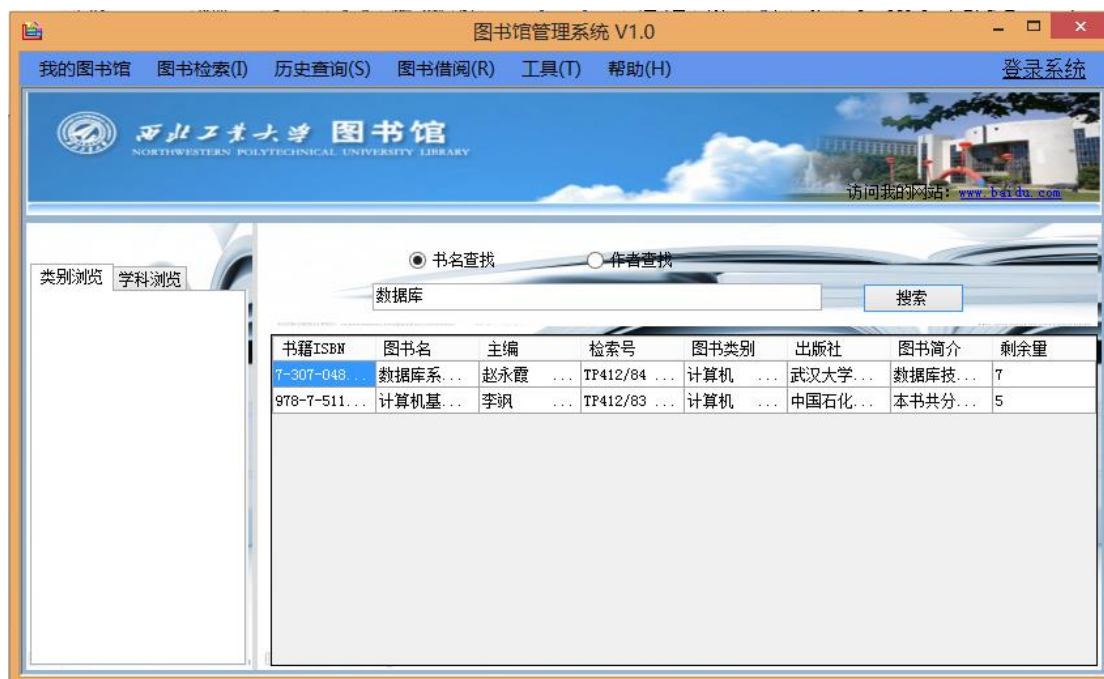 图书馆管理系统 V1.0
我的图书馆 图书检索(I) 历史查询(S) 图书借阅(R) 工具(T) 帮助(H) 登录系统
西北工业大学 图书馆
NORTHWESTERN POLYTECHNICAL UNIVERSITY LIBRARY
访问我的网站: www.baidu.com
类别浏览 学科浏览
书名查找 作者查找
数据库 搜索
书籍ISBN 图书名 主编 检索号 图书类别 出版社 图书简介 剩余量
7-307-048... 数据库系... 赵永霞 ... TP412/84 ... 计算机 ... 武汉大学... 数据库技... 7
978-7-511... 计算机基... 李飒 ... TP412/83 ... 计算机 ... 中国石化... 本书共分... 5